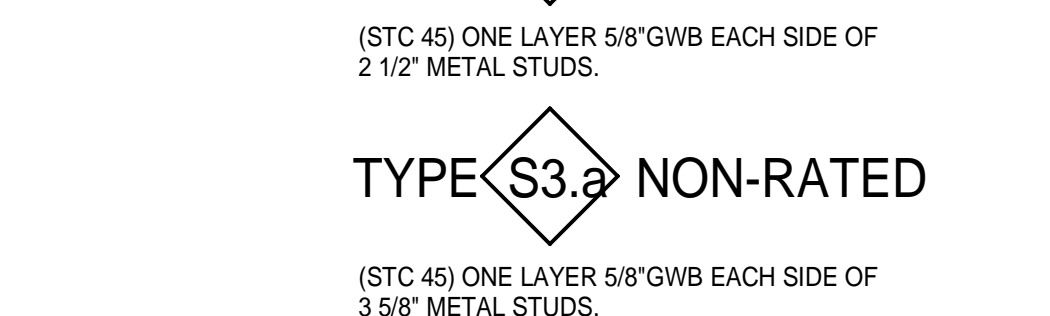 (STC 45) ONE LAYER 5/8"GWB EACH SIDE OF
2 1/2" METAL STUDS.
TYPE S3.a NON-RATED
(STC 45) ONE LAYER 5/8"GWB EACH SIDE OF
3 5/8" METAL STUDS.